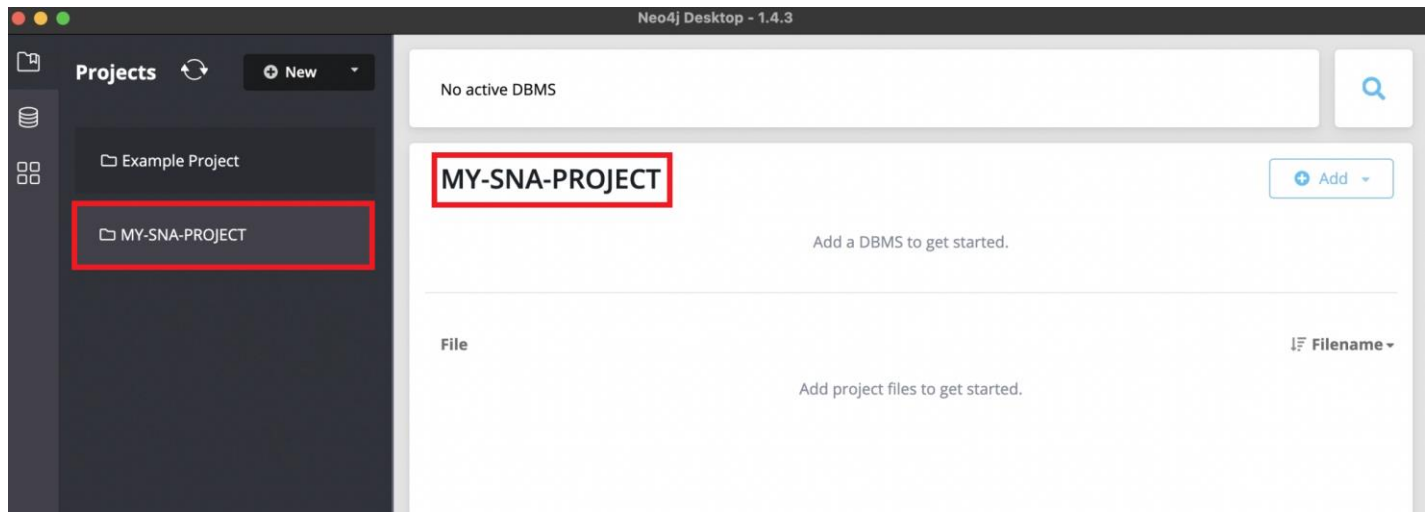 Neo4j Desktop - 1.4.3
Projects
New
Example Project
MY-SNA-PROJECT
No active DBMS
MY-SNA-PROJECT
Add
Add a DBMS to get started.
File
Filename
Add project files to get started.